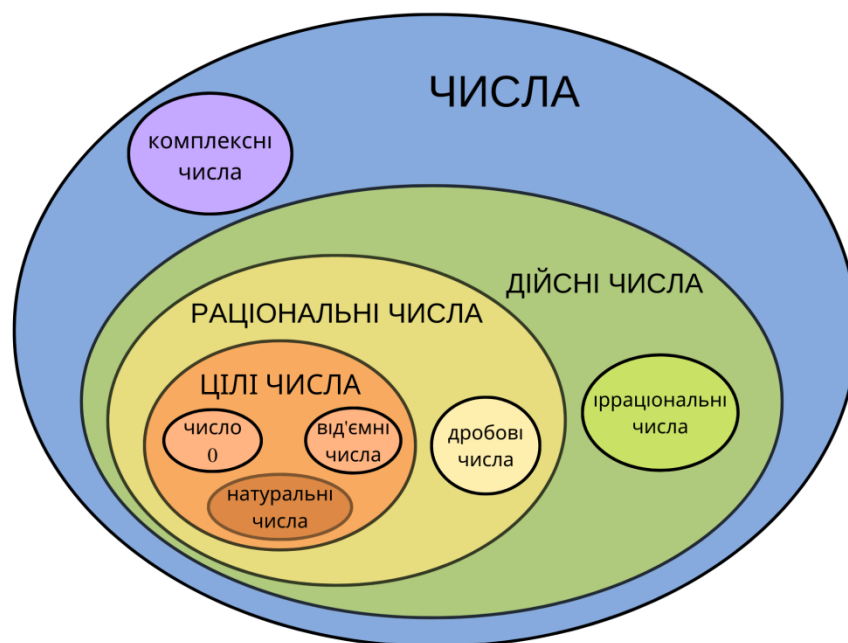 ЧИСЛА
комплексні
числа
ДІЙСНІ ЧИСЛА
РАЦІОНАЛЬНІ ЧИСЛА
ЦІЛІ ЧИСЛА
число
0
від'ємні
числа
натуральні
числа
дробові
числа
ірраціональні
числа